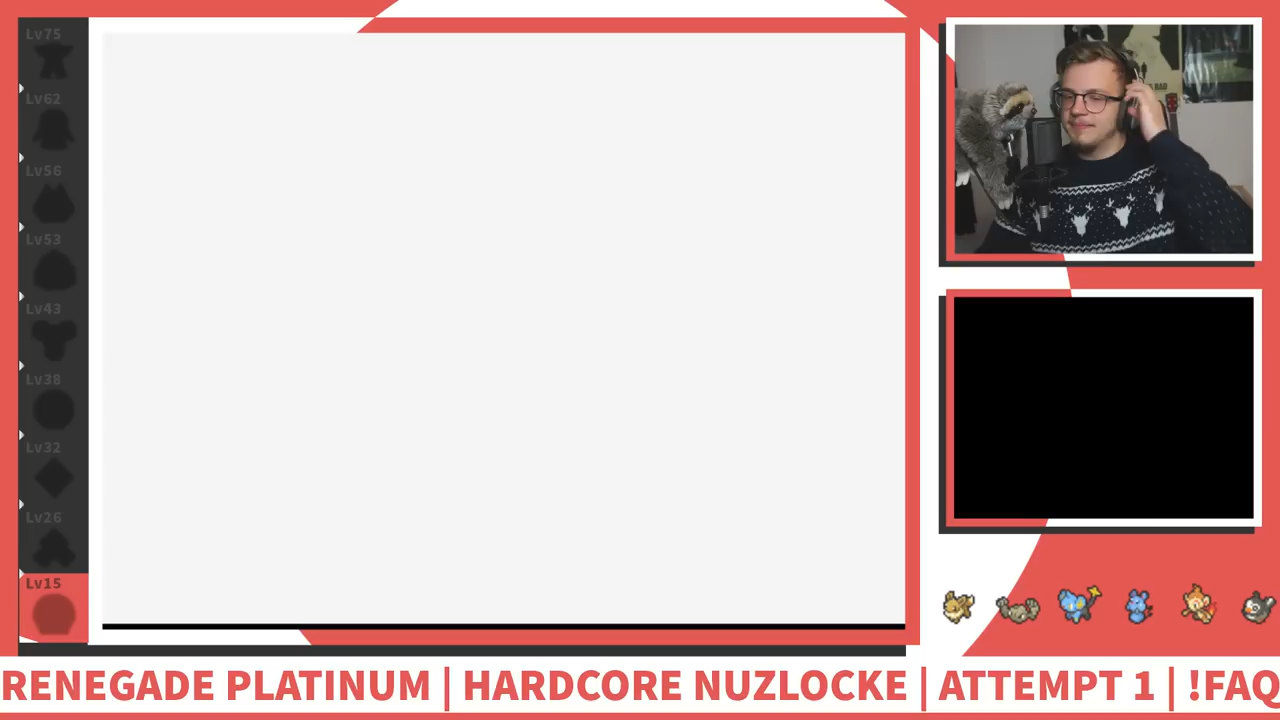 Lv75
Lv62
Lv56
Lv53
Lv43
Lv38
Lv32
Lv26
Lv15
RENEGADE PLATINUM | HARDCORE NUZLOCKE | ATTEMPT 1 | !FAQ